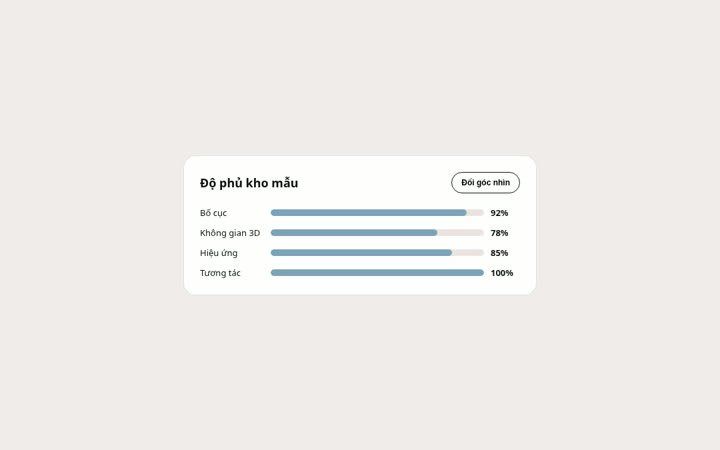 Độ phủ kho mẫu
Đổi góc nhìn
Bố cục 92%
Không gian 3D 78%
Hiệu ứng 85%
Tương tác 100%